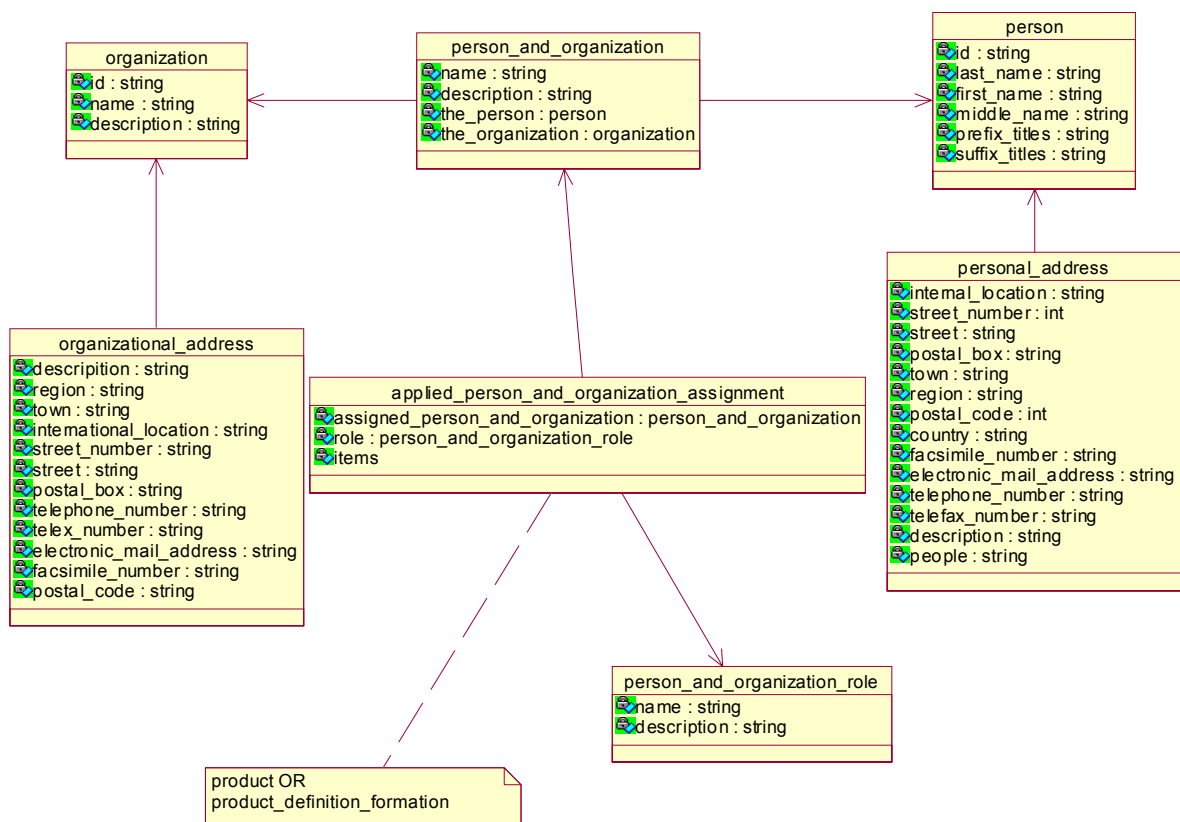 organization
id : string
name : string
description : string
person_and_organization
name : string
description : string
the_person : person
the_organization : organization
person
id : string
last_name : string
first_name : string
middle_name : string
prefix_titles : string
suffix_titles : string
organizational_address
descripition : string
region : string
town : string
international_location : string
street_number : string
street : string
postal_box : string
telephone_number : string
telex_number : string
electronic_mail_address : string
facsimile_number : string
postal_code : string
applied_person_and_organization_assignment
assigned_person_and_organization : person_and_organization
role : person_and_organization_role
items
personal_address
internal_location : string
street_number : int
street : string
postal_box : string
town : string
region : string
postal_code : int
country : string
facsimile_number : string
electronic_mail_address : string
telephone_number : string
telefax_number : string
description : string
people : string
person_and_organization_role
name : string
description : string
product OR
product_definition_formation